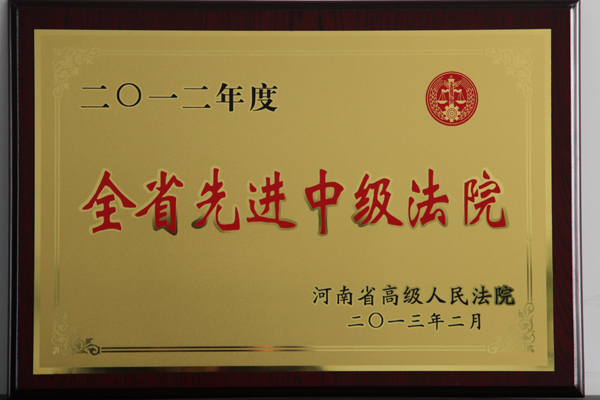 二〇一二年度
全省先进中级法院
河南省高级人民法院
二〇一三年二月